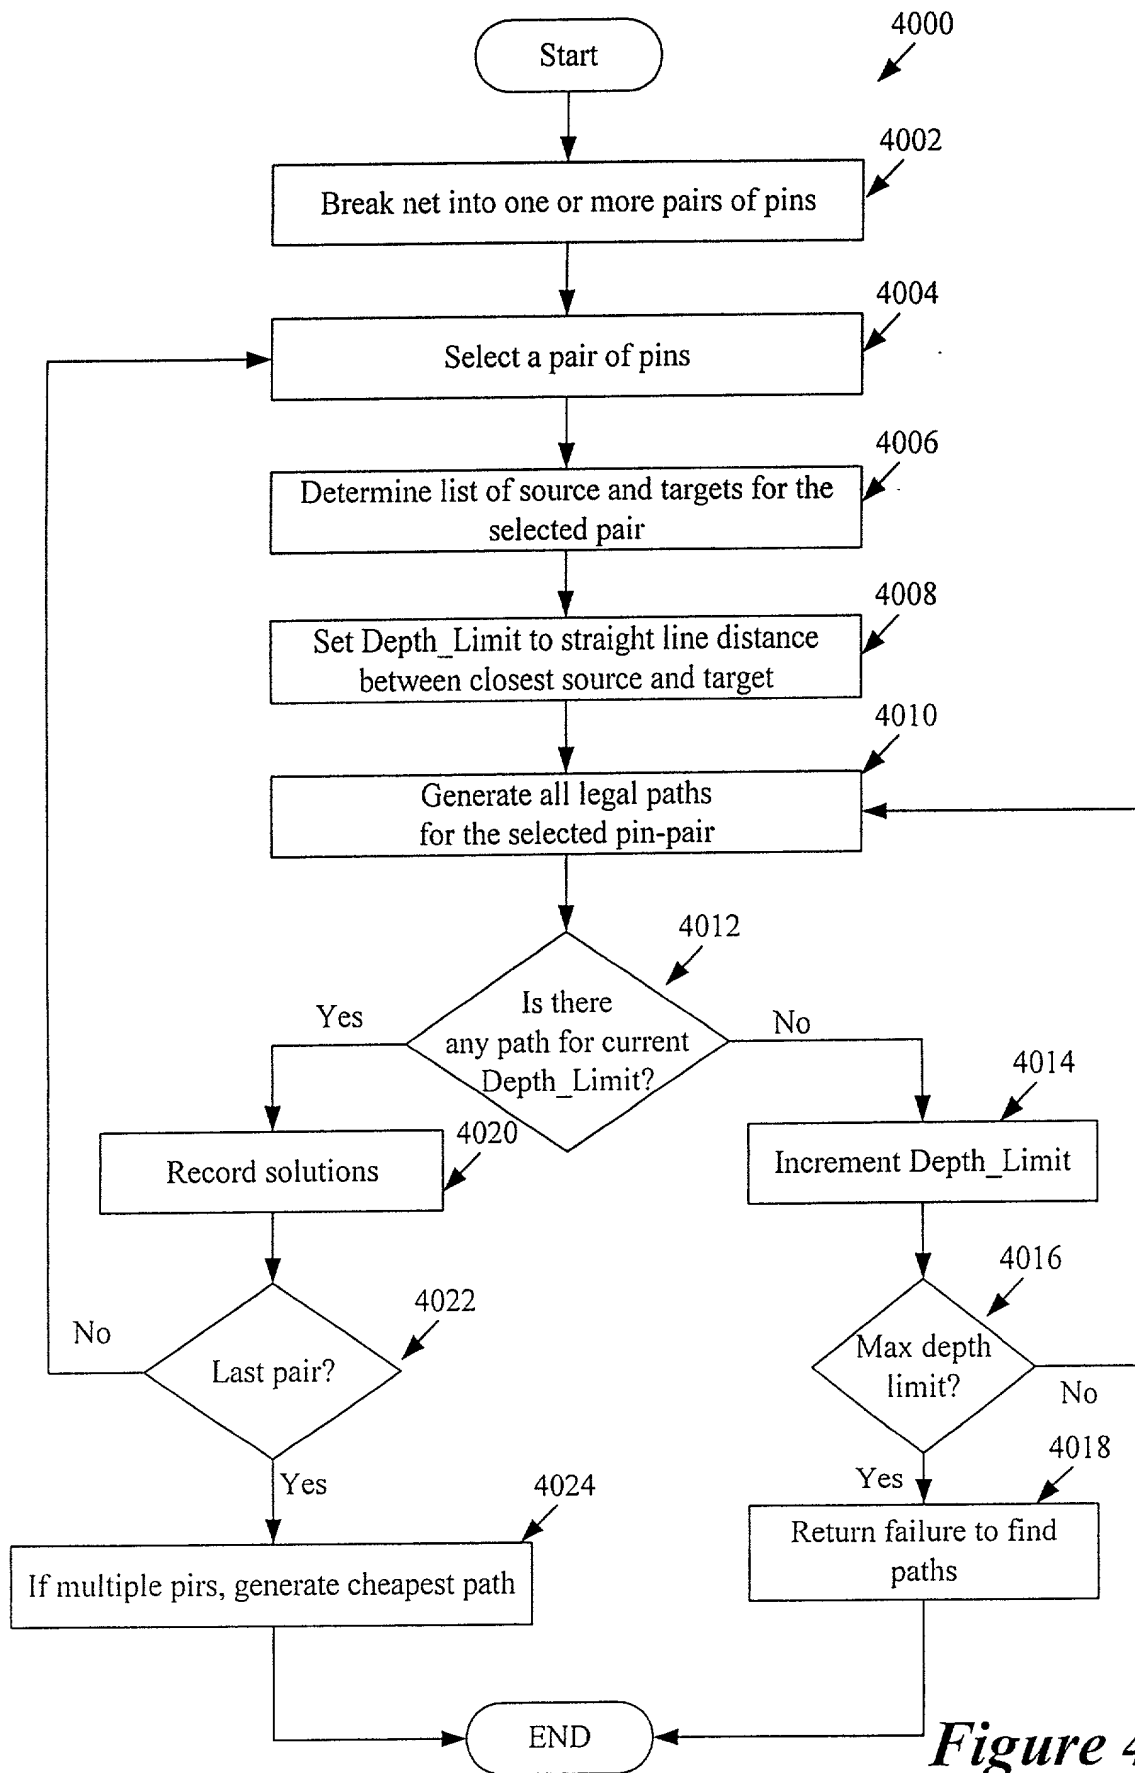 4000
Start
4002
Break net into one or more pairs of pins
4004
Select a pair of pins
4006
Determine list of source and targets for the
selected pair
4008
Set Depth_Limit to straight line distance
between closest source and target
4010
Generate all legal paths
for the selected pin-pair
4012
Is there
any path for current
Depth_Limit?
Yes
No
4014
Increment Depth_Limit
4020
Record solutions
4016
Max depth
limit?
No
4022
Last pair?
No
Yes
4018
Yes
Return failure to find
paths
4024
If multiple pirs, generate cheapest path
END
Figure 4